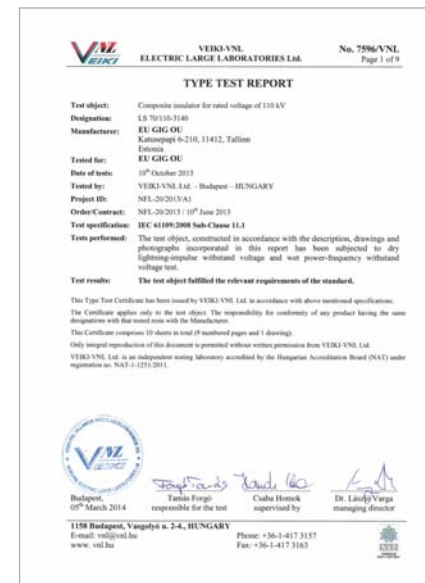 VNL
VEIKI
VEIKI-VNL
ELECTRIC LARGE LABORATORIES Ltd.
No. 7596/VNL
Page 1 of 9
TYPE TEST REPORT
Test object: Composite insulator for rated voltage of 110 kV
Designation: LS 70/110-3140
Manufacturer: EU GIG OU
Katusepapi 6-210, 11412, Tallinn
Estonia
Tested for: EU GIG OU
Date of tests: 10th October 2013
Tested by: VEIKI-VNL Ltd. – Budapest – HUNGARY
Project ID: NFL-20/2013/A1
Order/Contract: NFL-20/2013 / 10th June 2013
Test specification: IEC 61109:2008 Sub-Clause 11.1
Tests performed: The test object, constructed in accordance with the description, drawings and
photographs incorporated in this report has been subjected to dry
lightning-impulse withstand voltage and wet power-frequency withstand
voltage test.
Test results: The test object fulfilled the relevant requirements of the standard.
This Type Test Certificate has been issued by VEIKI-VNL Ltd. in accordance with above mentioned specifications.
The Certificate applies only to the test object. The responsibility for conformity of any product having the same
designations with that tested rests with the Manufacturer.
This Certificate comprises 10 sheets in total (9 numbered pages and 1 drawing).
Only integral reproduction of this document is permitted without written permission from VEIKI-VNL Ltd.
VEIKI-VNL Ltd. is an independent testing laboratory accredited by the Hungarian Accreditation Board (NAT) under
registration no. NAT-1-1251/2011.
VNL
VEIKI
Budapest,
05th March 2014
Tamás Forgó
responsible for the test
Csaba Homok
supervised by
Dr. László Varga
managing director
1158 Budapest, Vasgolyó u. 2-4., HUNGARY
E-mail: vnl@vnl.hu
Phone: +36-1-417 3157
www. vnl.hu
Fax: +36-1-417 3163